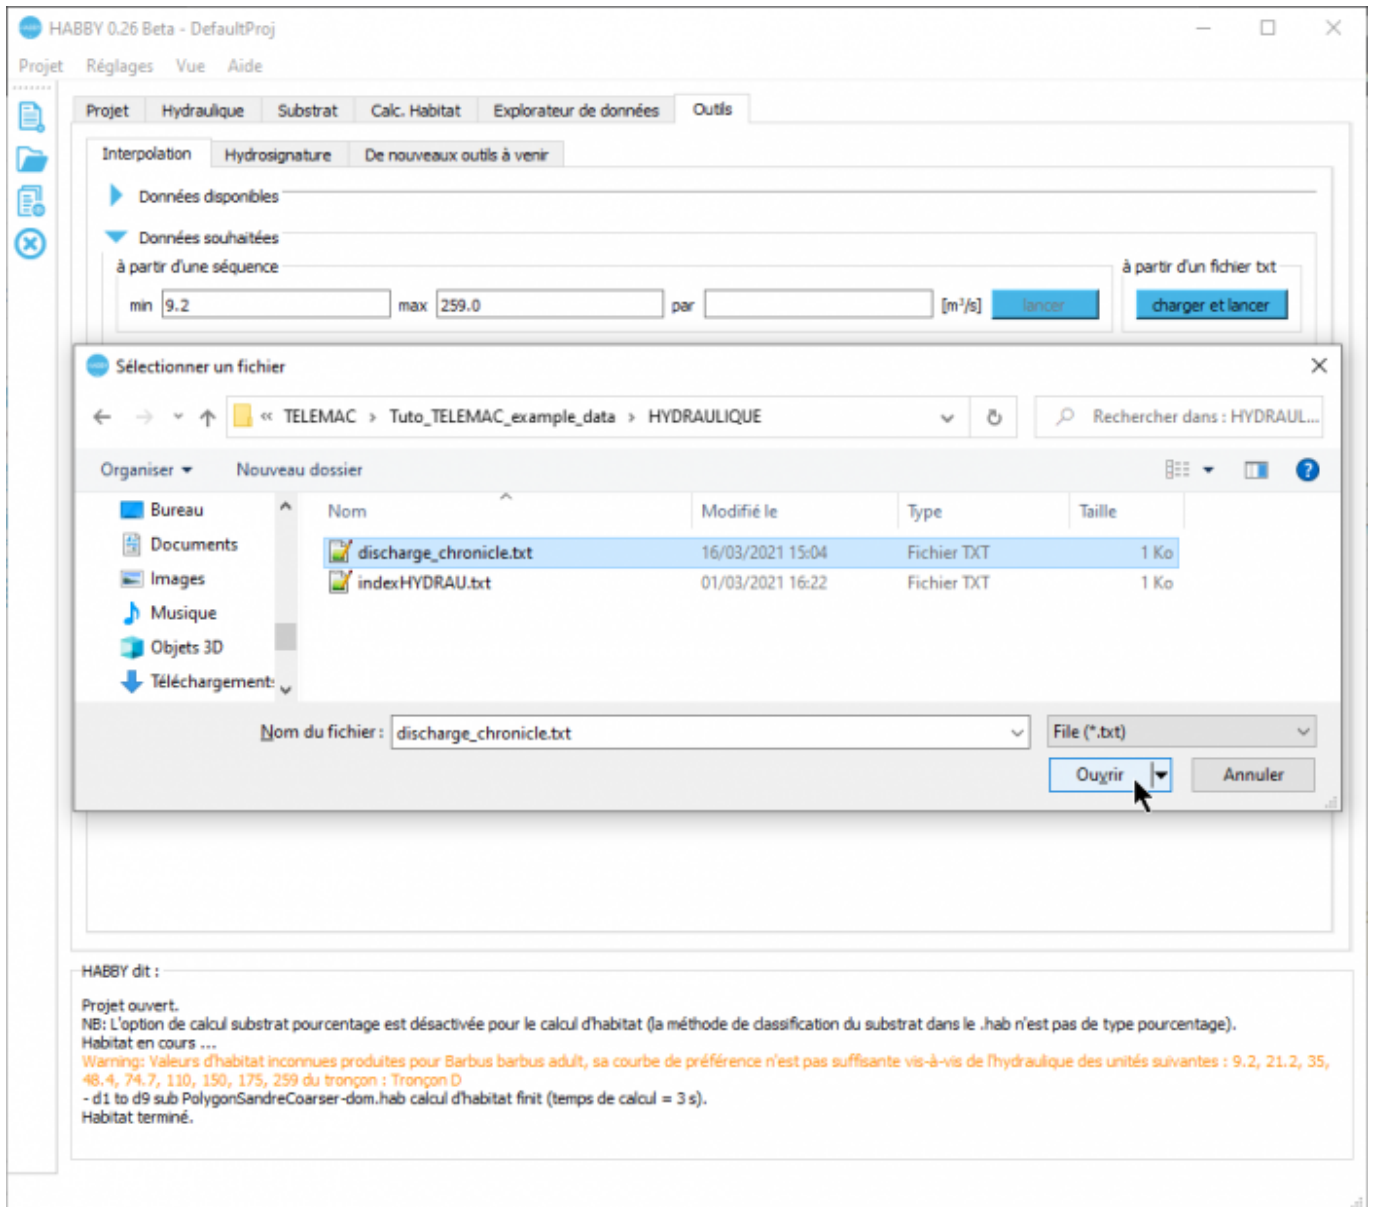 HABBY 0.26 Beta - DefaultProj
Projet Réglages Vue Aide
Projet Hydraulique Substrat Calc. Habitat Explorateur de données Outils
Interpolation Hydrosignature De nouveaux outils à venir
Données disponibles
Données souhaitées
à partir d'une séquence à partir d'un fichier txt
min 9.2 max 259.0 par [m³/s] lancer charger et lancer
Sélectionner un fichier
« TELEMAC > Tuto_TELEMAC_example_data > HYDRAULIQUE Rechercher dans : HYDRAUL...
Organiser Nouveau dossier
Nom Modifié le Type Taille
Bureau
Documents
Images
Musique
Objets 3D
Téléchargement
discharge_chronicle.txt 16/03/2021 15:04 Fichier TXT 1 Ko
indexHYDRAU.txt 01/03/2021 16:22 Fichier TXT 1 Ko
Nom du fichier : discharge_chronicle.txt File (*.txt)
Ouvrir Annuler
HABBY dit :
Projet ouvert.
NB: L'option de calcul substrat pourcentage est désactivée pour le calcul d'habitat (la méthode de classification du substrat dans le .hab n'est pas de type pourcentage).
Habitat en cours ...
Warning: Valeurs d'habitat inconnues produites pour Barbus barbus adult, sa courbe de préférence n'est pas suffisante vis-à-vis de l'hydraulique des unités suivantes : 9.2, 21.2, 35,
48.4, 74.7, 110, 150, 175, 259 du tronçon : Tronçon D
- d1 to d9 sub PolygonSandreCoarser-dom.hab calcul d'habitat finit (temps de calcul = 3 s).
Habitat terminé.